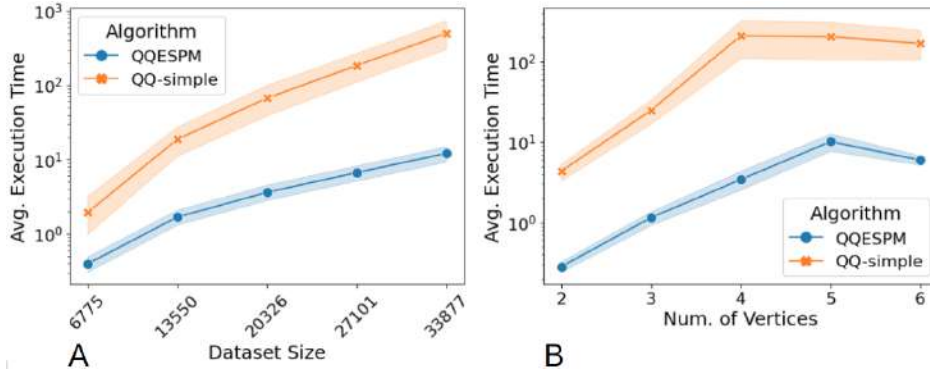 Avg. Execution Time
10³
10²
10¹
10⁰
Algorithm
QQESPM
QQ-simple
6775
13550
20326
27101
33877
Dataset Size
A
Avg. Execution Time
10²
10¹
10⁰
Algorithm
QQESPM
QQ-simple
2 3 4 5 6
Num. of Vertices
B